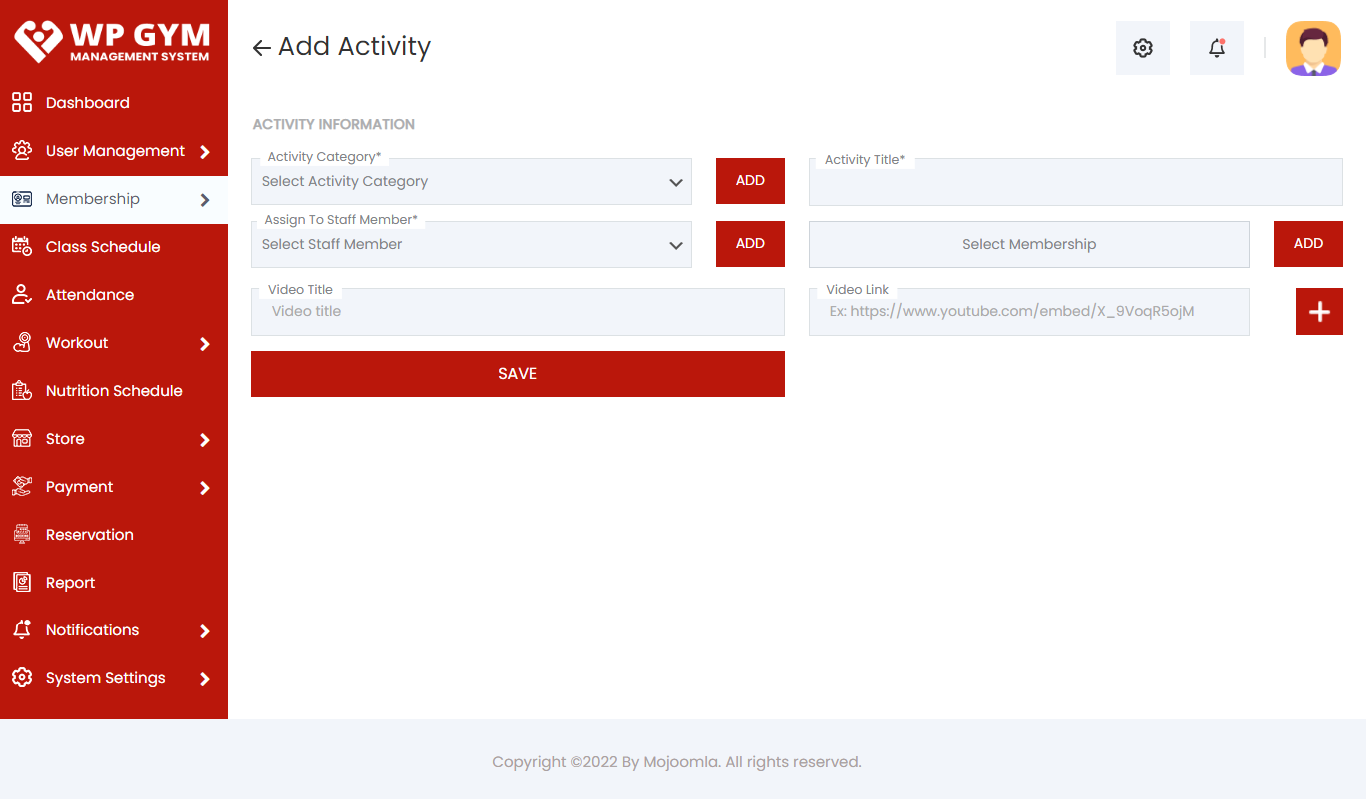 WP GYM
MANAGEMENT SYSTEM
Dashboard
User Management
Membership
Class Schedule
Attendance
Workout
Nutrition Schedule
Store
Payment
Reservation
Report
Notifications
System Settings
Add Activity
ACTIVITY INFORMATION
Activity Category*
Select Activity Category
ADD
Activity Title*
Assign To Staff Member*
Select Staff Member
ADD
Select Membership
ADD
Video Title
Video title
Video Link
Ex: https://www.youtube.com/embed/X_9VoqR5ojM
SAVE
Copyright ©2022 By Mojoomla. All rights reserved.